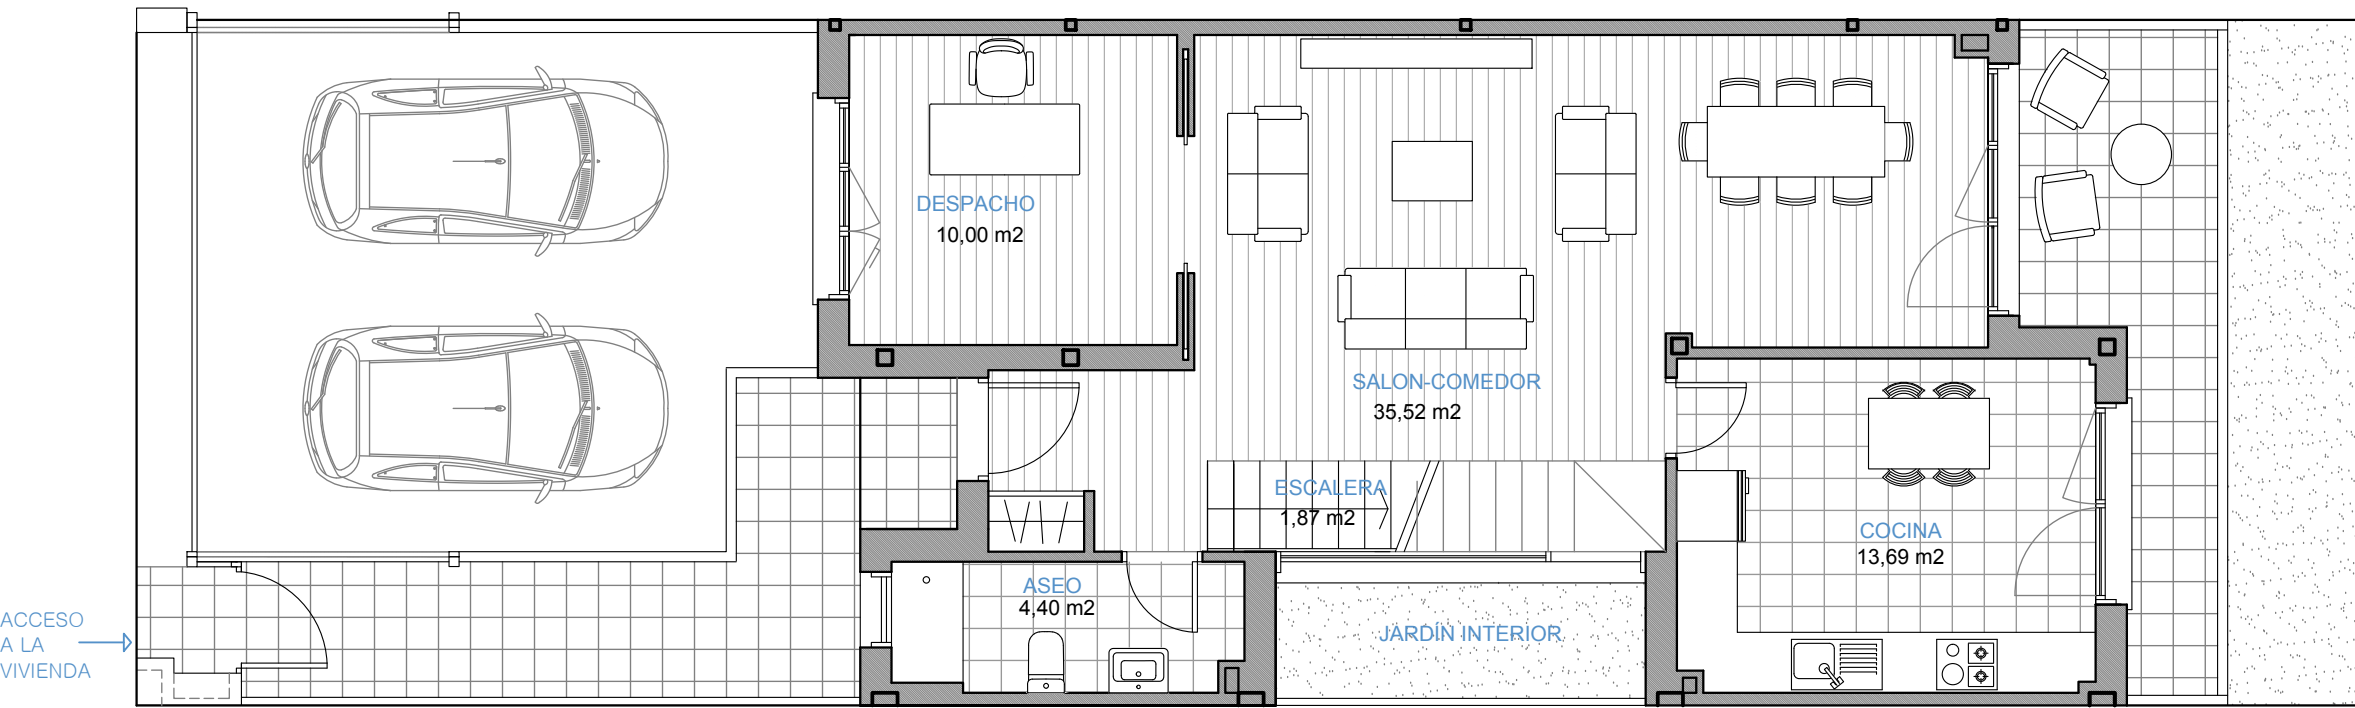 DESPACHO
10,00 m2
SALON-COMEDOR
35,52 m2
ESCALERA
1,87 m2
COCINA
13,69 m2
ASEO
4,40 m2
JARDÍN INTERIOR
ACCESO
A LA
VIVIENDA